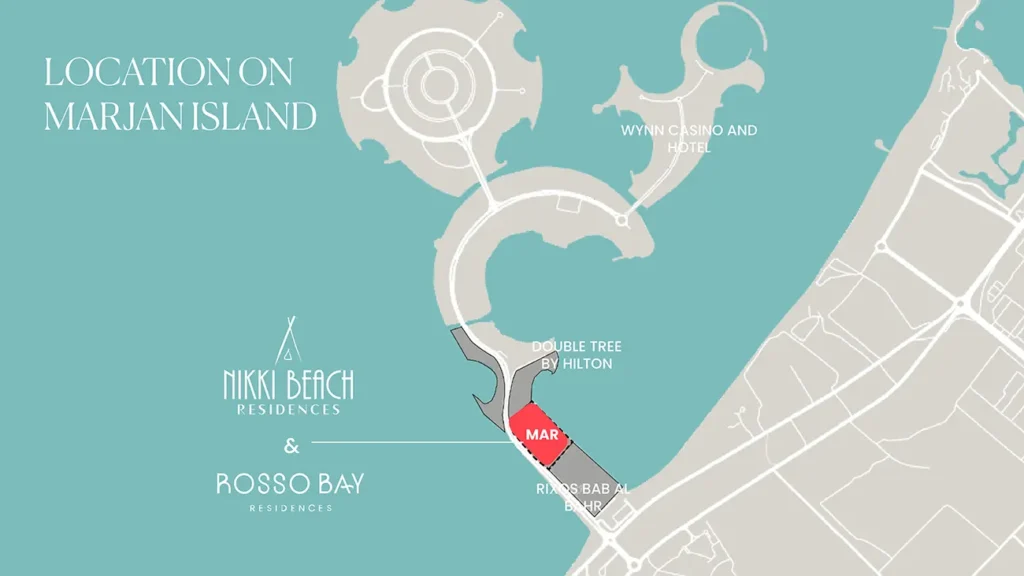 LOCATION ON
MARJAN ISLAND
WYNN CASINO AND
HOTEL
DOUBLE TREE
BY HILTON
NIKKI BEACH
RESIDENCES
&
ROSSO BAY
RESIDENCES
MAR
RIXOS BAB AL
BAHR